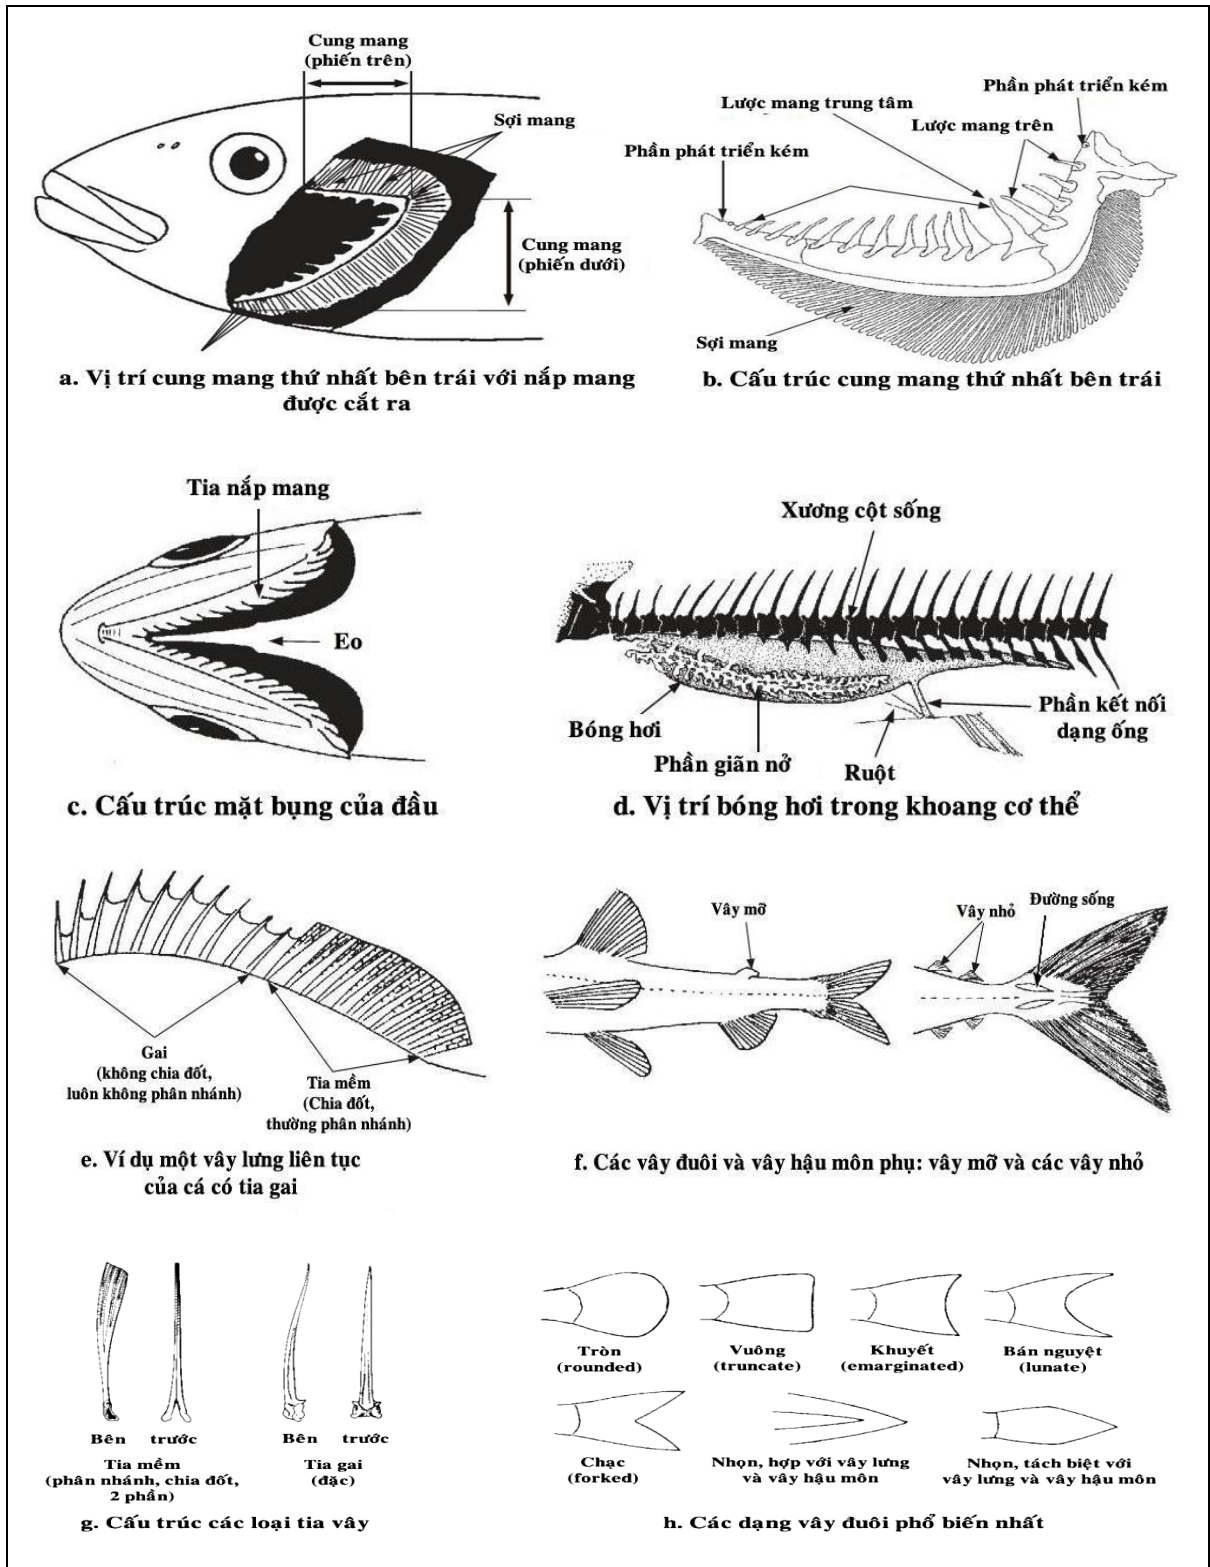 Cung mang
(phiến trên)
Sợi mang
Cung mang
(phiến dưới)
a. Vị trí cung mang thứ nhất bên trái với nắp mang
được cắt ra
Phần phát triển kém
Lược mang trung tâm
Lược mang trên
Phần phát triển kém
Sợi mang
b. Cấu trúc cung mang thứ nhất bên trái
Tia nắp mang
Eo
c. Cấu trúc mặt bụng của đầu
Xương cột sống
Bóng hơi
Phần giãn nở
Ruột
Phần kết nối
dạng ống
d. Vị trí bóng hơi trong khoang cơ thể
Gai
(không chia đốt,
luôn không phân nhánh)
Tia mềm
(Chia đốt,
thường phân nhánh)
e. Ví dụ một vây lưng liên tục
của cá có tia gai
Vây mỡ
Vây nhỏ
Đường sống
f. Các vây đuôi và vây hậu môn phụ: vây mỡ và các vây nhỏ
Bên trước
Tia mềm
(phân nhánh, chia đốt,
2 phần)
Bên trước
Tia gai
(đặc)
g. Cấu trúc các loại tia vây
Tròn
(rounded)
Vuông
(truncate)
Khuyết
(emarginated)
Bán nguyệt
(lunate)
Chạc
(forked)
Nhọn, hợp với vây lưng
và vây hậu môn
Nhọn, tách biệt với
vây lưng và vây hậu môn
h. Các dạng vây đuôi phổ biến nhất